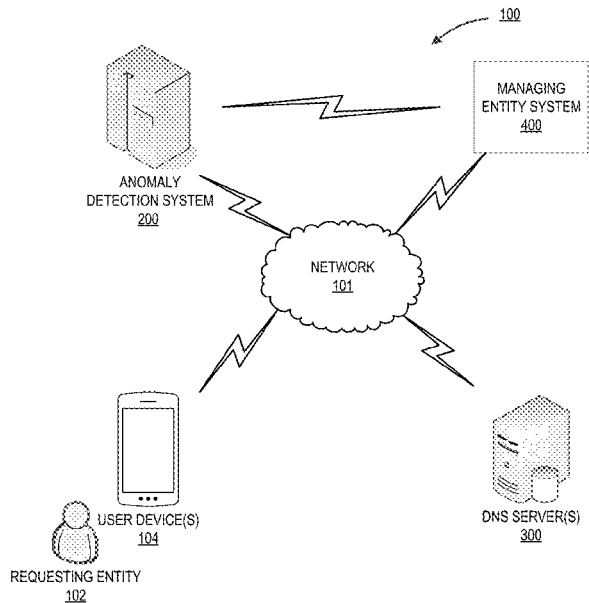 100
MANAGING
ENTITY SYSTEM
400
ANOMALY
DETECTION SYSTEM
200
NETWORK
101
USER DEVICE(S)
104
DNS SERVER(S)
300
REQUESTING ENTITY
102